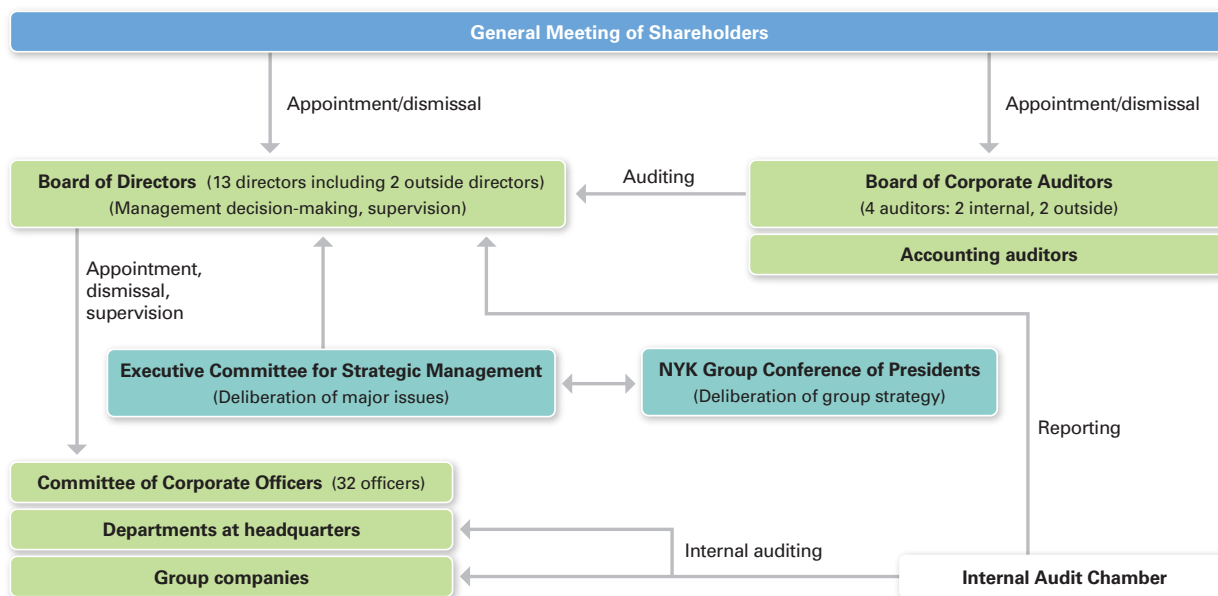 General Meeting of Shareholders
Appointment/dismissal
Appointment/dismissal
Board of Directors (13 directors including 2 outside directors)
(Management decision-making, supervision)
Auditing
Board of Corporate Auditors
(4 auditors: 2 internal, 2 outside)
Accounting auditors
Appointment,
dismissal,
supervision
Executive Committee for Strategic Management
(Deliberation of major issues)
NYK Group Conference of Presidents
(Deliberation of group strategy)
Reporting
Committee of Corporate Officers (32 officers)
Departments at headquarters
Internal auditing
Group companies
Internal Audit Chamber